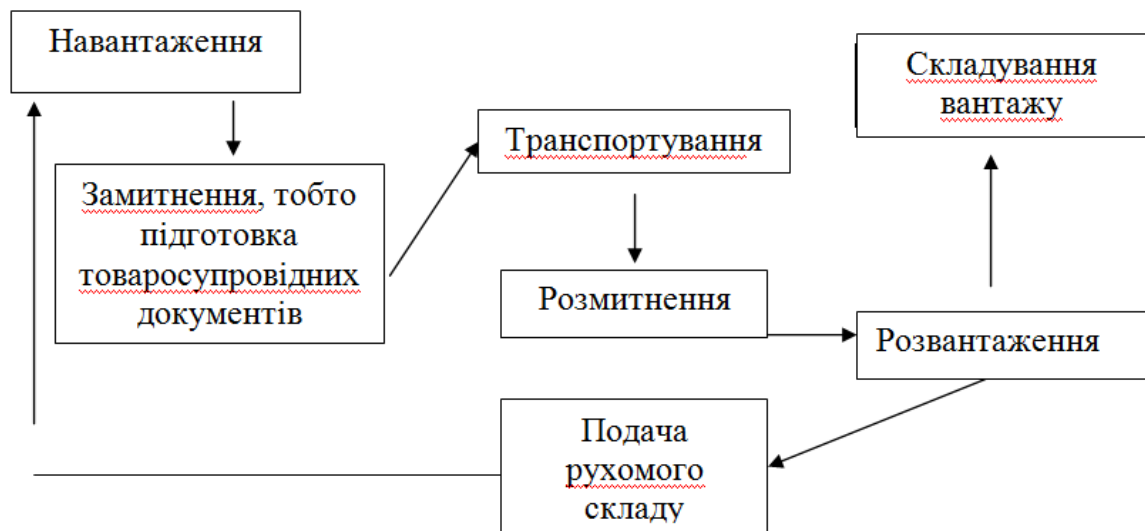 Навантаження
Замитнення, тобто
підготовка
товаросупровідних
документів
Транспортування
Розмитнення
Розвантаження
Складування
вантажу
Подача
рухомого
складу